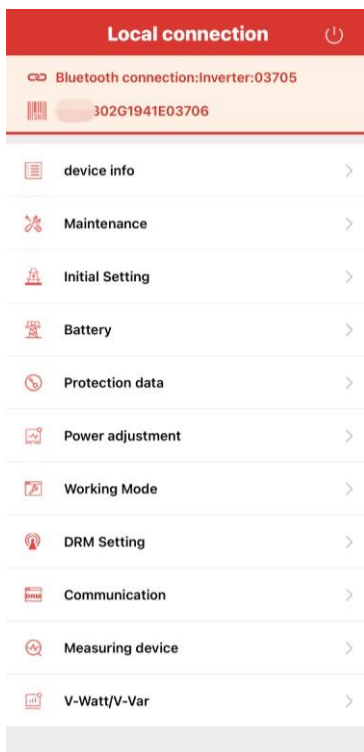 Local connection
Bluetooth connection:Inverter:03705
302G1941E03706
device info
Maintenance
Initial Setting
Battery
Protection data
Power adjustment
Working Mode
DRM Setting
DRM
Communication
Measuring device
V-Watt/V-Var